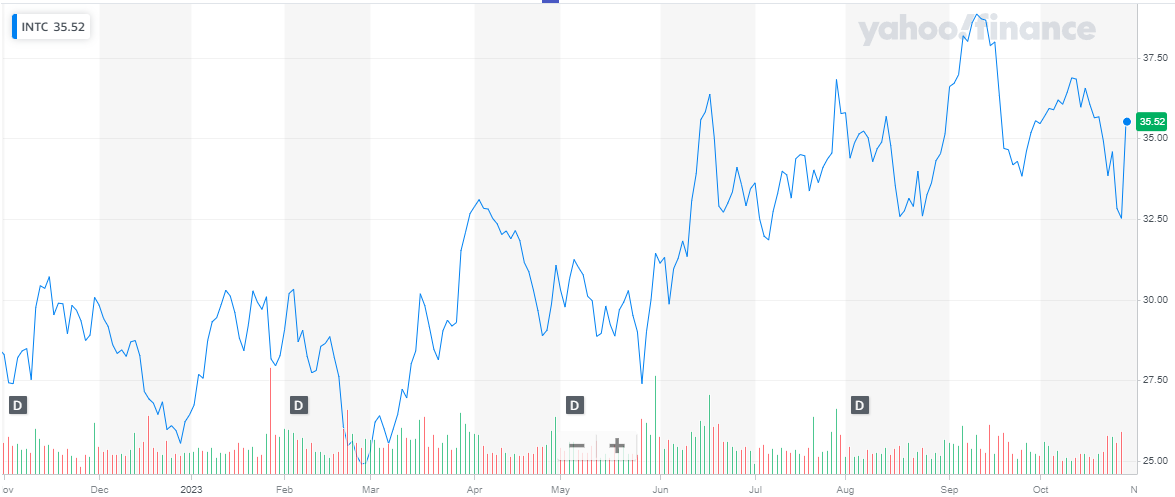 INTC 35.52
yahoo!finance
37.50
35.52
35.00
32.50
30.00
27.50
D D D D
25.00
ov Dec 2023 Feb Mar Apr May Jun Jul Aug Sep Oct N